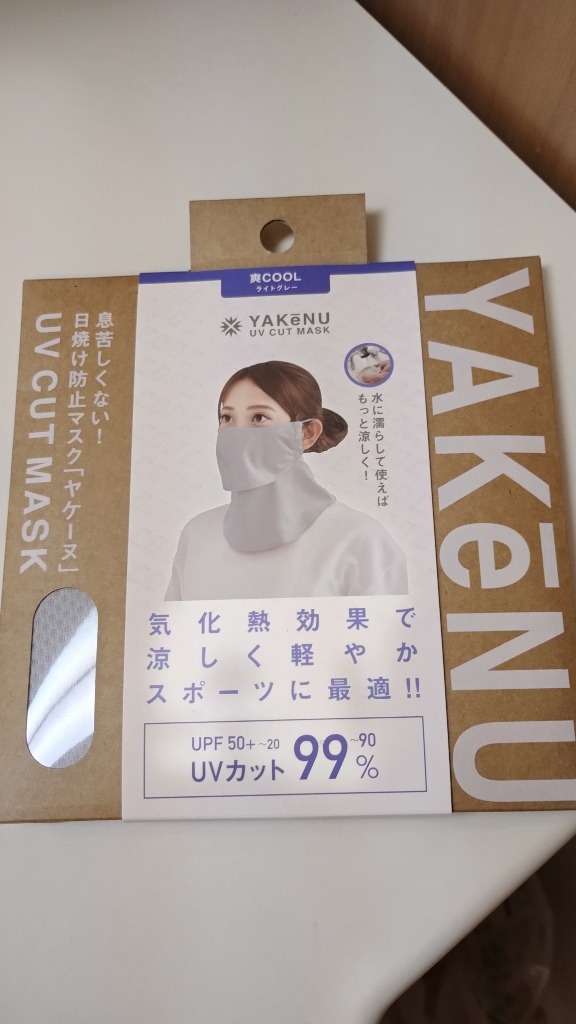 爽COOL
ライトグレー
YAKēNU
UV CUT MASK
水に濡らして使えば
もっと涼しく！
気化熱効果で
涼しく軽やか
スポーツに最適!!
UPF 50+~20
UVカット 99~90%
息苦しくない！
日焼け防止マスク「ヤケーヌ」
UV CUT MASK
YAKēNU